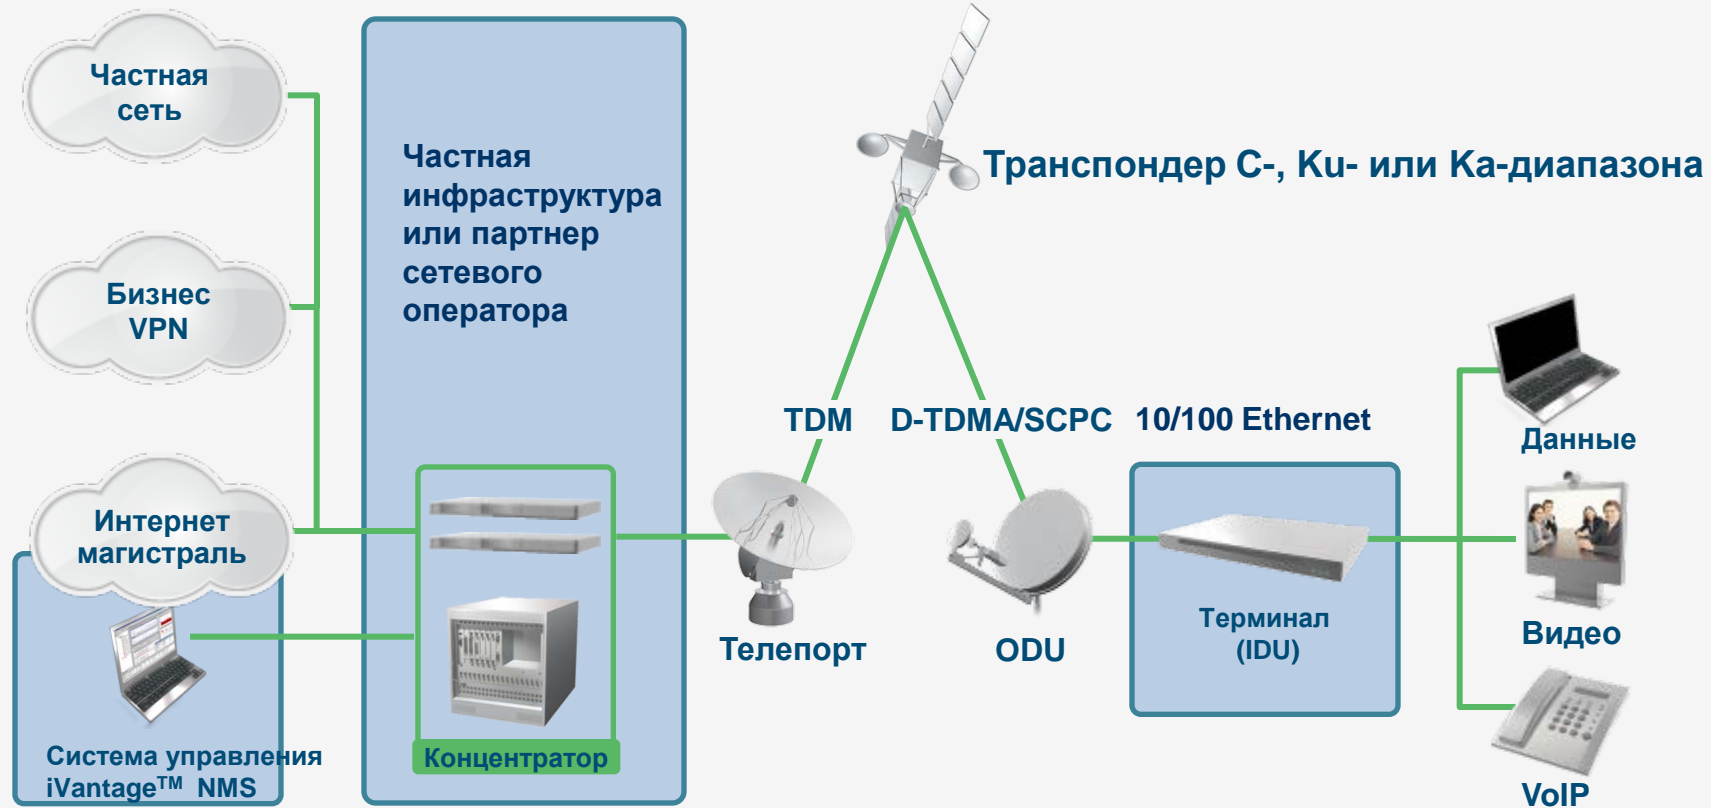 Частная
сеть
Бизнес
VPN
Интернет
магистраль
Система управления
iVantage™ NMS
Частная
инфраструктура
или партнер
сетевого
оператора
Концентратор
Транспондер С-, Ku- или Ka-диапазона
TDM
D-TDMA/SCPC
10/100 Ethernet
Телепорт
ODU
Терминал
(IDU)
Данные
Видео
VoIP